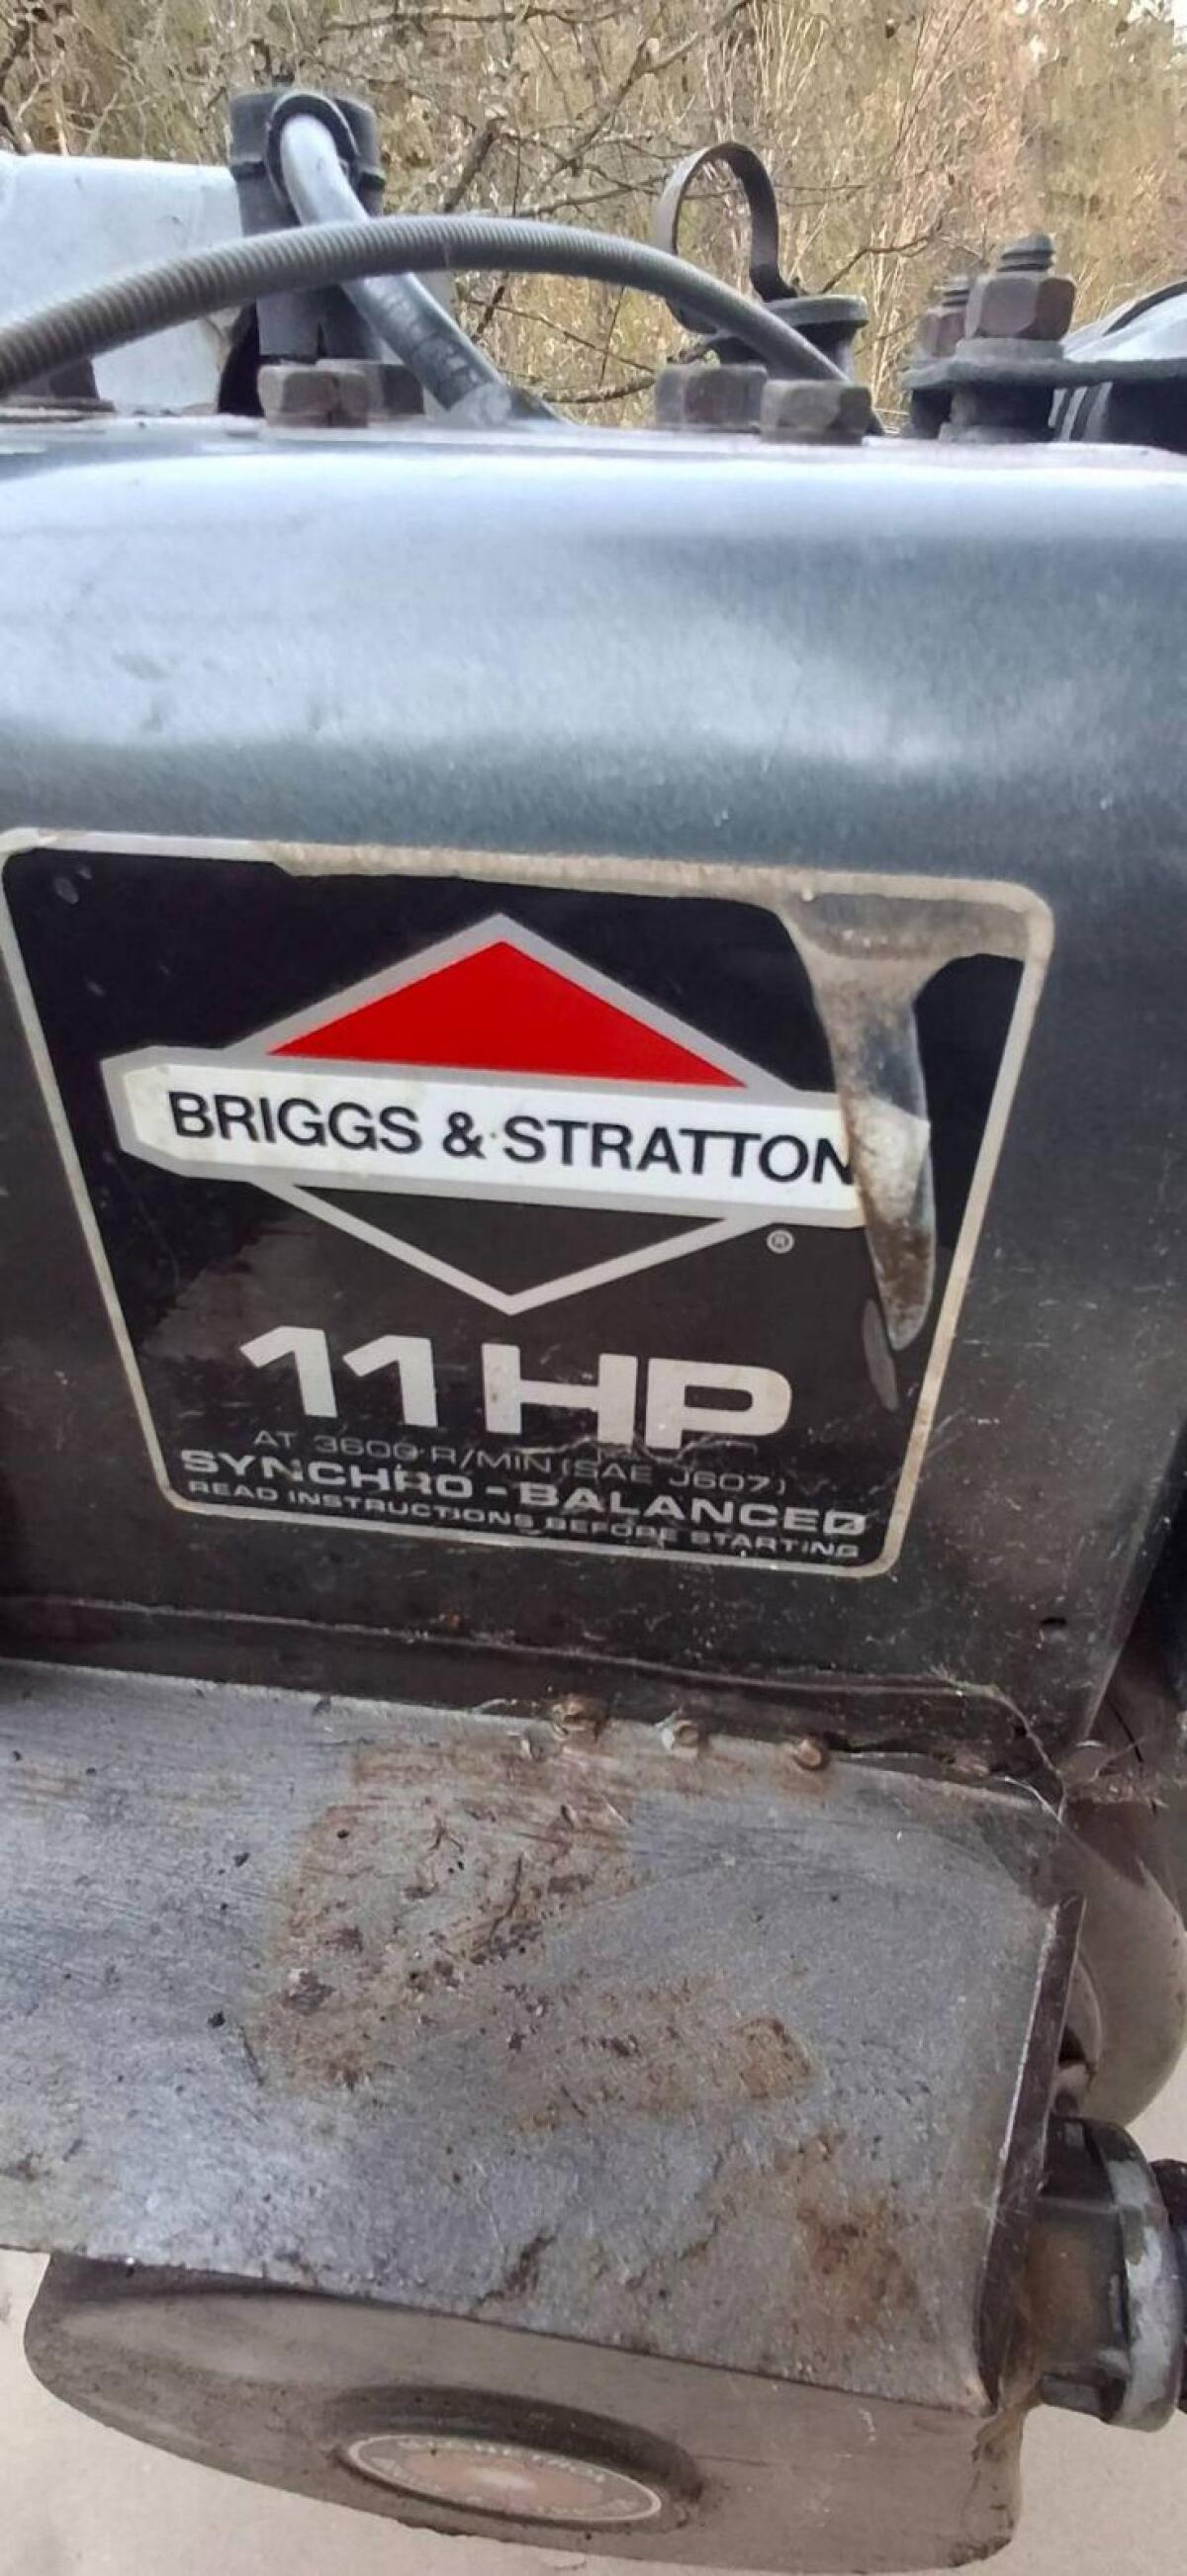 BRIGGS & STRATTON
®
11 HP
AT 3600 R/MIN (SAE J607)
SYNCHRO-BALANCED
READ INSTRUCTIONS BEFORE STARTING